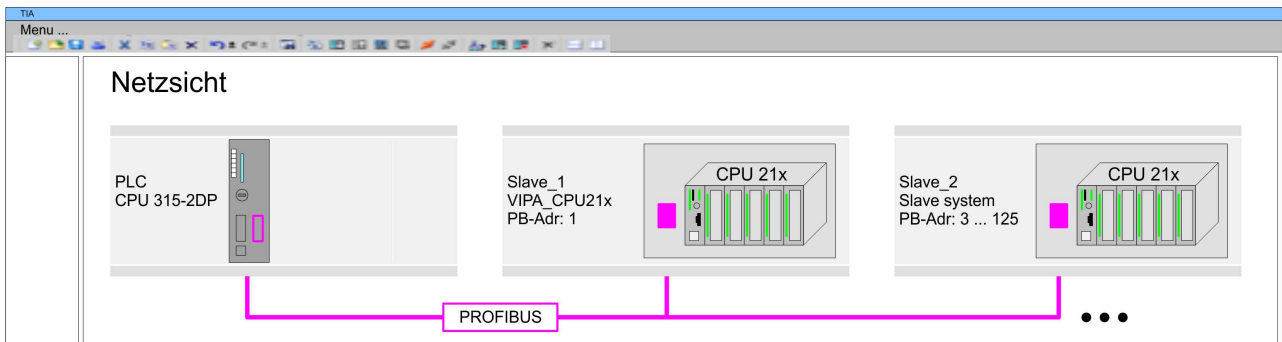 TIA
Menu ...
Netzsicht
PLC
CPU 315-2DP
Slave_1
VIPA_CPU21x
PB-Adr: 1
CPU 21x
Slave_2
Slave system
PB-Adr: 3 ... 125
CPU 21x
PROFIBUS